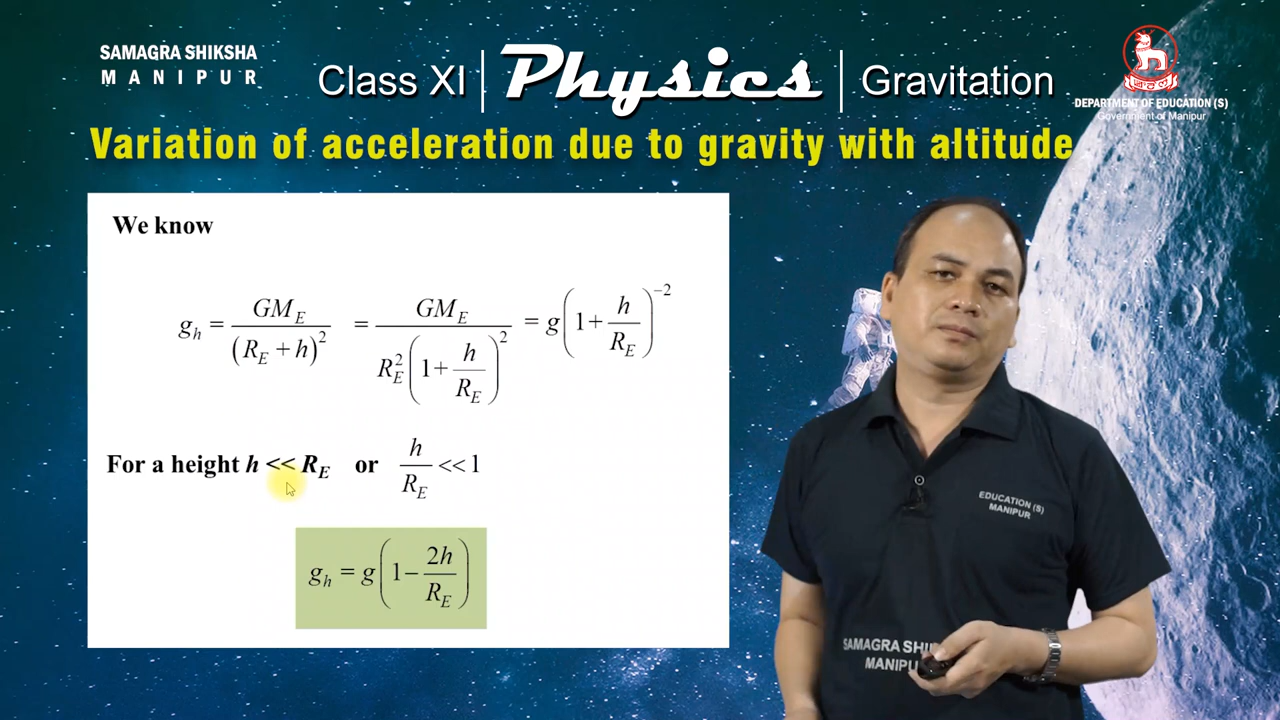 SAMAGRA SHIKSHA
MANIPUR
Class XI | Physics | Gravitation
DEPARTMENT OF EDUCATION (S)
Government of Manipur
Variation of acceleration due to gravity with altitude
We know
g_h = GM_E / (R_E + h)^2 = GM_E / R_E^2 (1 + h/R_E)^2 = g(1 + h/R_E)^-2
For a height h << R_E or h/R_E << 1
g_h = g(1 − 2h/R_E)
EDUCATION (S)
MANIPUR
SAMAGRA
MANIPU